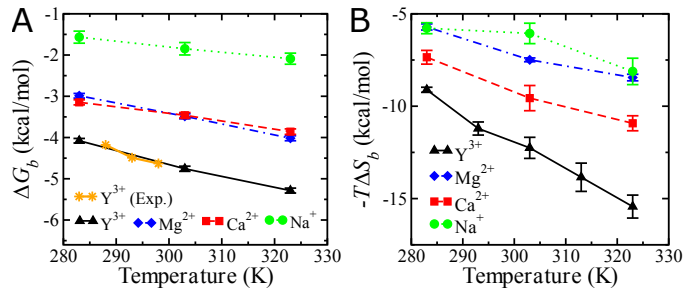 A
B
ΔG_b (kcal/mol)
-1
-2
-3
-4
-5
-6
Y³⁺ (Exp.)
Y³⁺ Mg²⁺ Ca²⁺ Na⁺
280 290 300 310 320 330
Temperature (K)
-TΔS_b (kcal/mol)
-5
-10
-15
Y³⁺
Mg²⁺
Ca²⁺
Na⁺
280 290 300 310 320 330
Temperature (K)